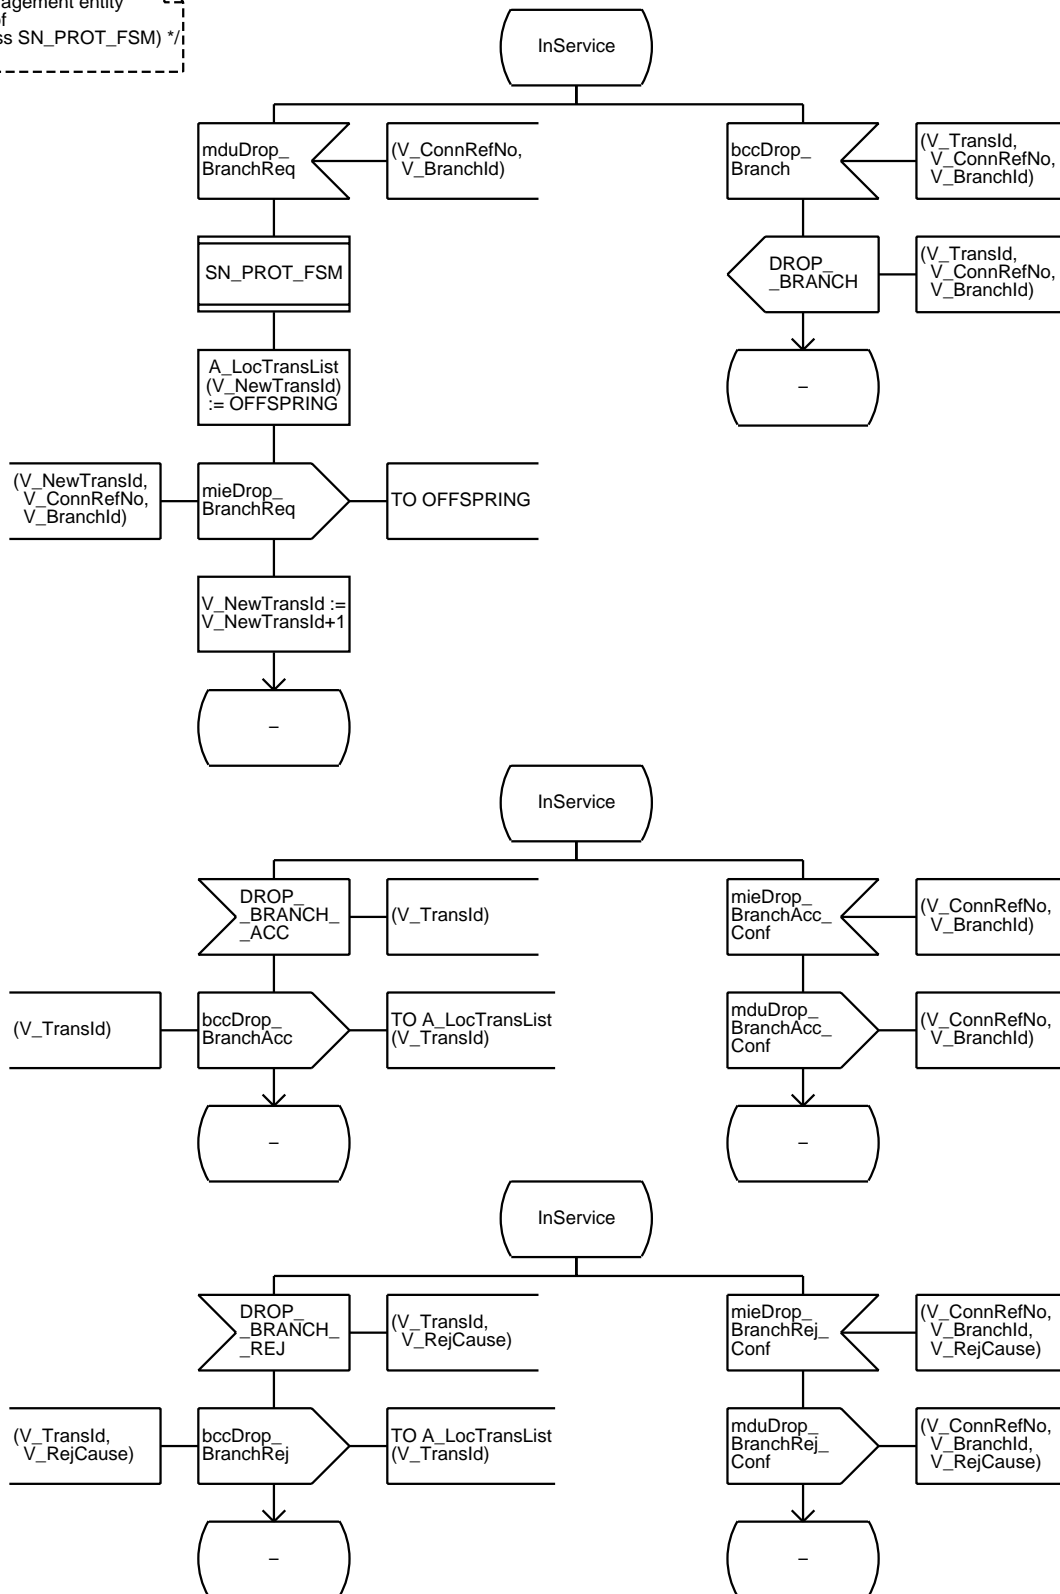 agement entity
of
ss SN_PROT_FSM) */
InService
mduDrop_
BranchReq
(V_ConnRefNo,
V_BranchId)
bccDrop_
Branch
(V_TransId,
V_ConnRefNo,
V_BranchId)
SN_PROT_FSM
DROP_
_BRANCH
(V_TransId,
V_ConnRefNo,
V_BranchId)
A_LocTransList
(V_NewTransId)
:= OFFSPRING
–
(V_NewTransId,
V_ConnRefNo,
V_BranchId)
mieDrop_
BranchReq
TO OFFSPRING
V_NewTransId :=
V_NewTransId+1
–
InService
DROP_
_BRANCH_
_ACC
(V_TransId)
mieDrop_
BranchAcc_
Conf
(V_ConnRefNo,
V_BranchId)
(V_TransId)
bccDrop_
BranchAcc
TO A_LocTransList
(V_TransId)
mduDrop_
BranchAcc_
Conf
(V_ConnRefNo,
V_BranchId)
–
–
InService
DROP_
_BRANCH_
_REJ
(V_TransId,
V_RejCause)
mieDrop_
BranchRej_
Conf
(V_ConnRefNo,
V_BranchId,
V_RejCause)
(V_TransId,
V_RejCause)
bccDrop_
BranchRej
TO A_LocTransList
(V_TransId)
mduDrop_
BranchRej_
Conf
(V_ConnRefNo,
V_BranchId,
V_RejCause)
–
–